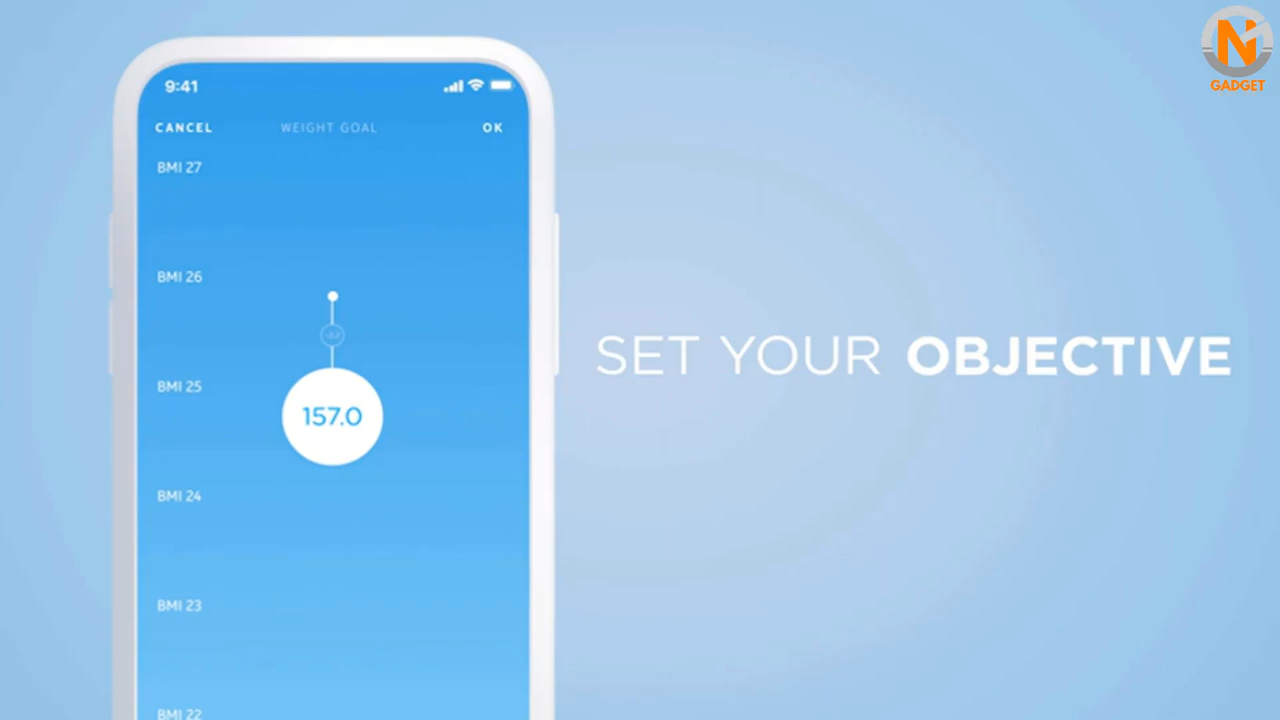 9:41
CANCEL WEIGHT GOAL OK
BMI 27
BMI 26
BMI 25
157.0
BMI 24
BMI 23
BMI 22
SET YOUR OBJECTIVE
N
GADGET